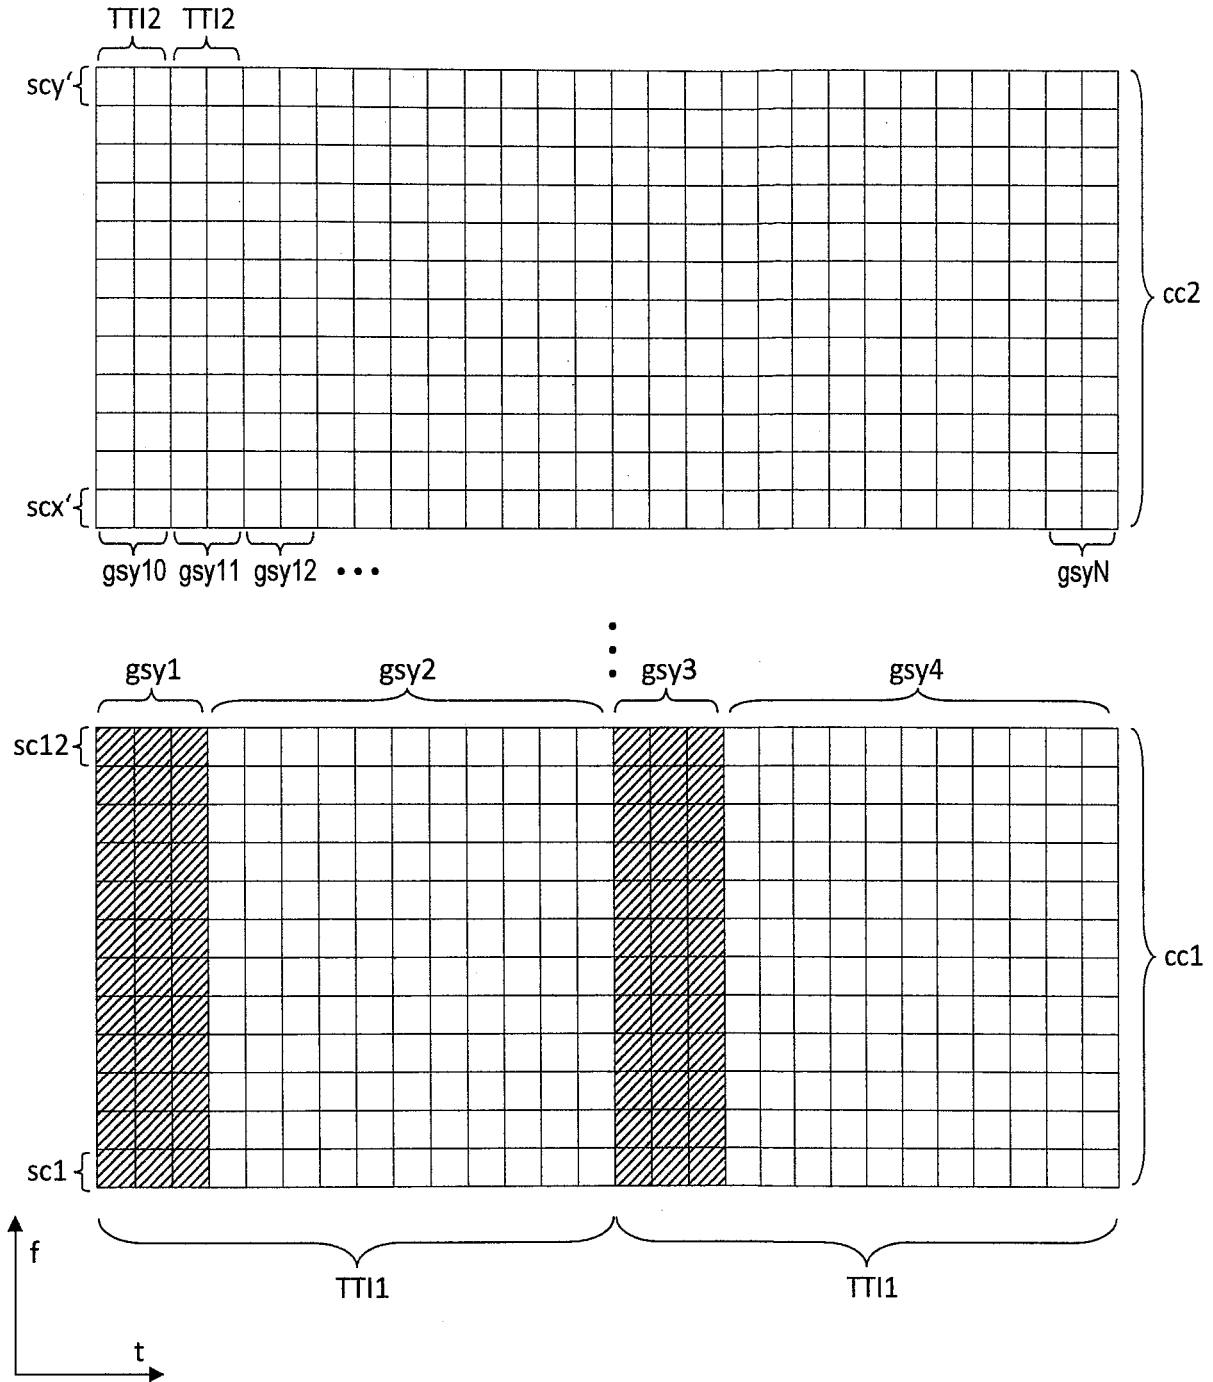 TTI2 TTI2
scy‘
cc2
scx‘
gsy10 gsy11 gsy12 ••• gsyN
gsy1 gsy2 gsy3 gsy4
sc12
cc1
sc1
f
TTI1 TTI1
t